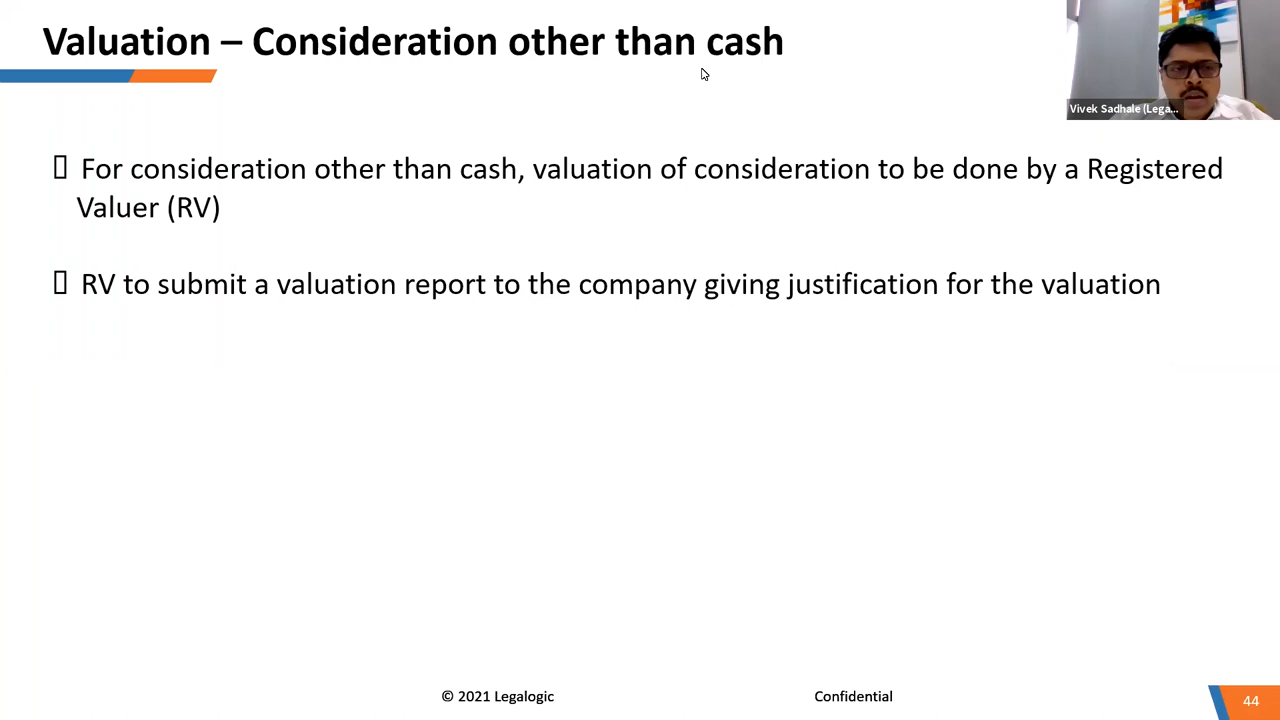 Valuation – Consideration other than cash
Vivek Sadhale (Lega...
For consideration other than cash, valuation of consideration to be done by a Registered
Valuer (RV)
RV to submit a valuation report to the company giving justification for the valuation
© 2021 Legalogic
Confidential
44